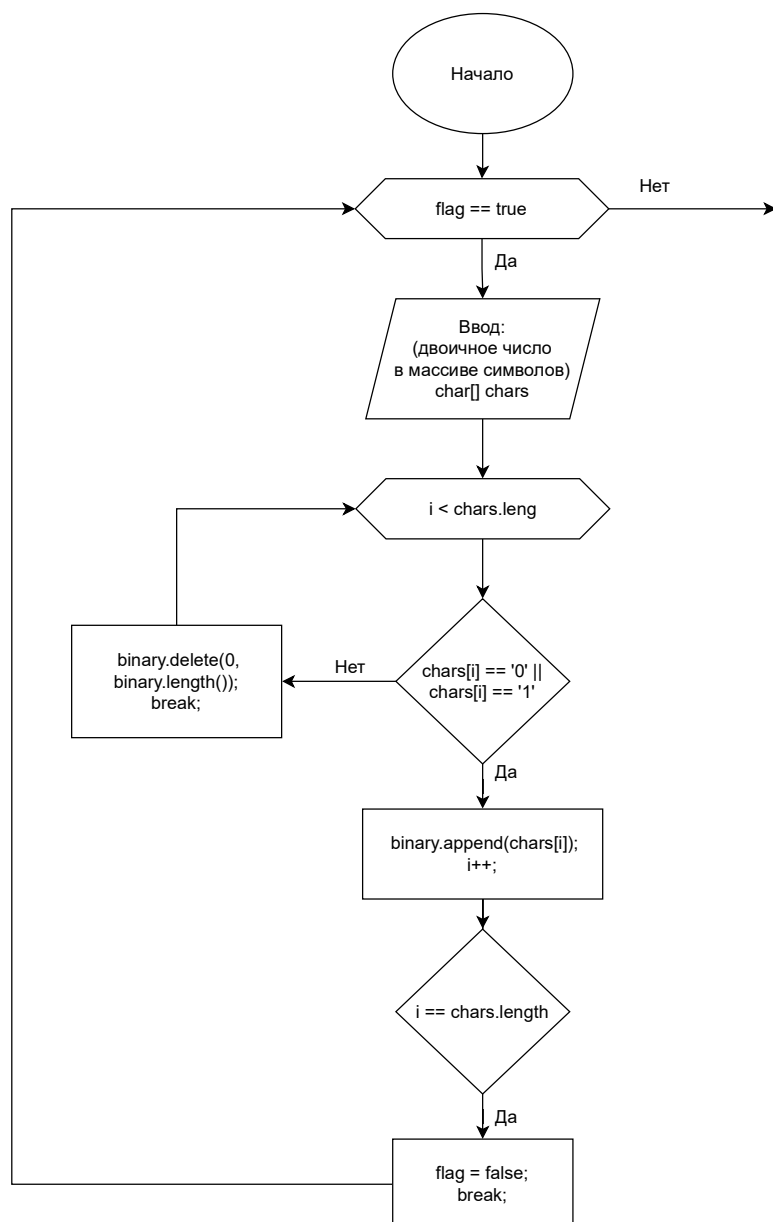 Начало
flag == true
Нет
Да
Ввод:
(двоичное число
в массиве символов)
char[] chars
i < chars.leng
chars[i] == '0' ||
chars[i] == '1'
Нет
binary.delete(0,
binary.length());
break;
Да
binary.append(chars[i]);
i++;
i == chars.length
Да
flag = false;
break;